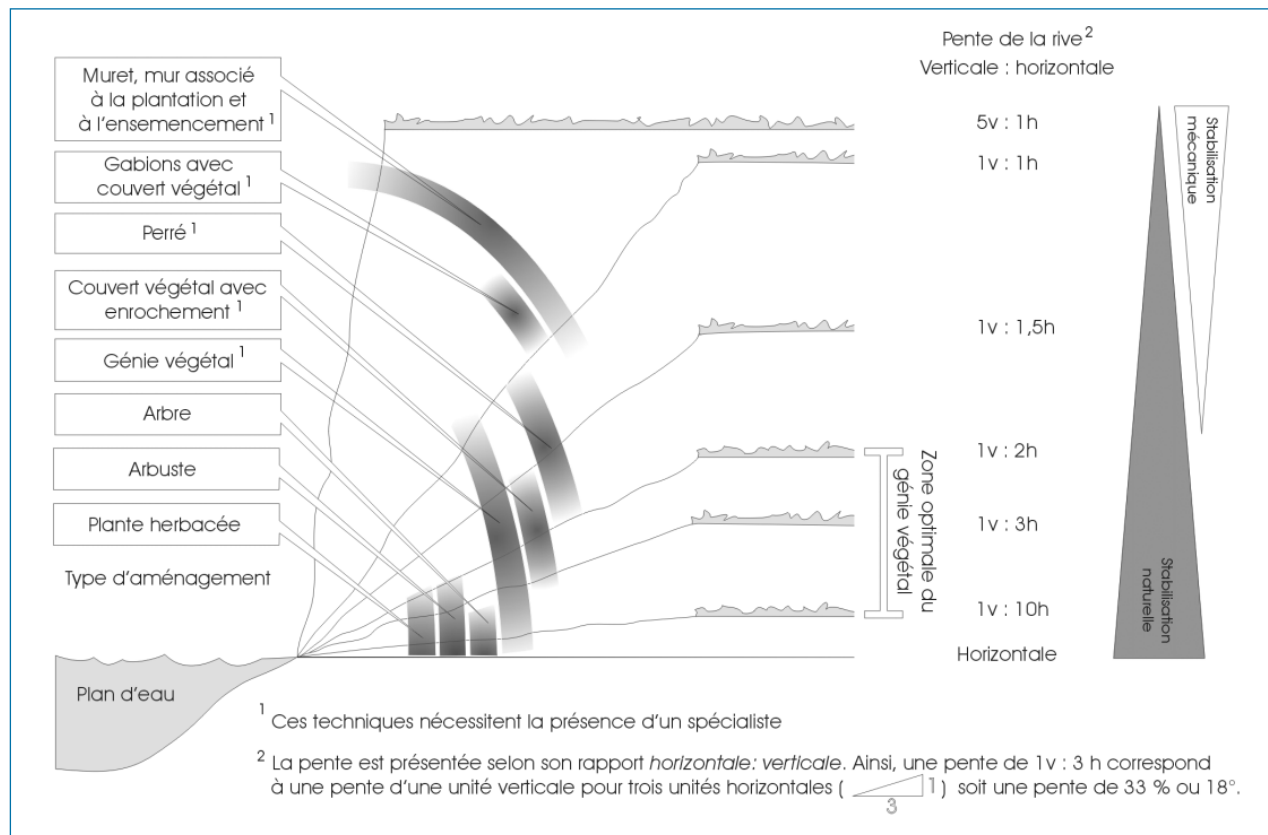 Pente de la rive 2
Verticale : horizontale
Muret, mur associé
à la plantation et
à l'ensemencement 1
Gabions avec
couvert végétal 1
Perré 1
Couvert végétal avec
enrochement 1
Génie végétal 1
Arbre
Arbuste
Plante herbacée
Type d'aménagement
5v : 1h
1v : 1h
1v : 1,5h
1v : 2h
1v : 3h
1v : 10h
Horizontale
Zone optimale du
génie végétal
Stabilisation
mécanique
Stabilisation
naturelle
Plan d'eau
1 Ces techniques nécessitent la présence d'un spécialiste
2 La pente est présentée selon son rapport horizontale: verticale. Ainsi, une pente de 1v : 3 h correspond
à une pente d'une unité verticale pour trois unités horizontales ( 1 ) soit une pente de 33 % ou 18°.
3